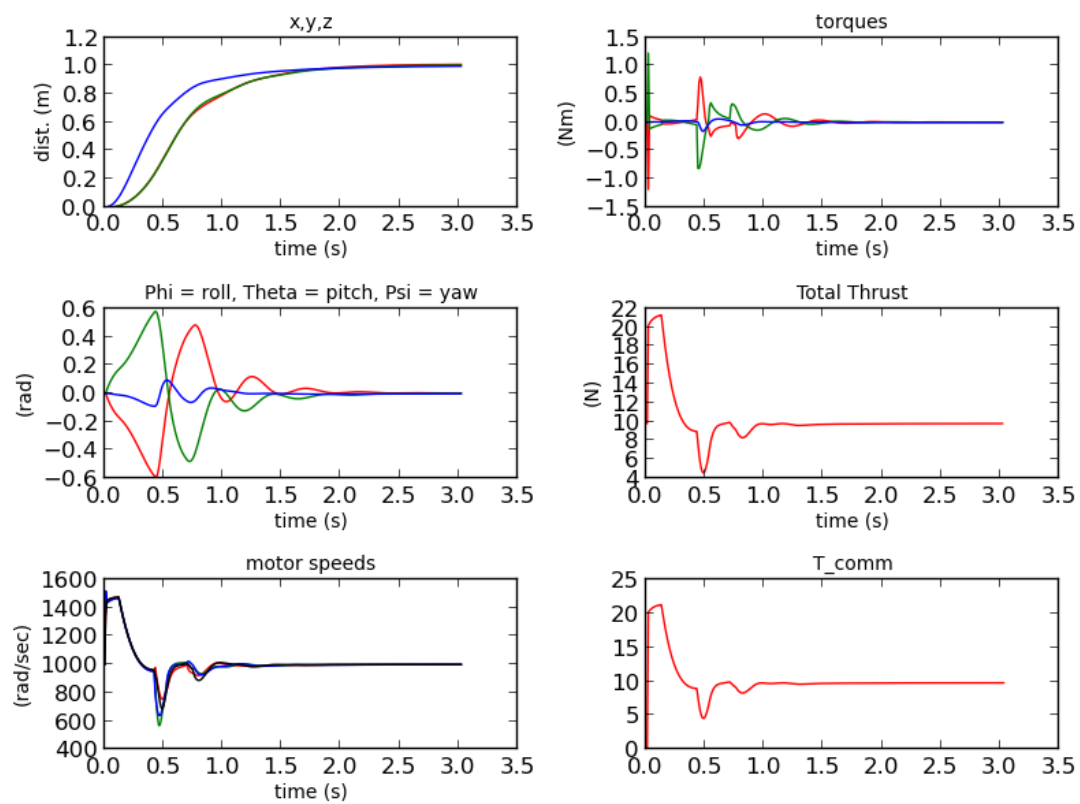 x,y,z
1.2
1.0
0.8
0.6
0.4
0.2
0.0
dist. (m)
0.0 0.5 1.0 1.5 2.0 2.5 3.0 3.5
time (s)
torques
1.5
1.0
0.5
0.0
−0.5
−1.0
−1.5
(Nm)
0.0 0.5 1.0 1.5 2.0 2.5 3.0 3.5
time (s)
Phi = roll, Theta = pitch, Psi = yaw
0.6
0.4
0.2
0.0
−0.2
−0.4
−0.6
(rad)
0.0 0.5 1.0 1.5 2.0 2.5 3.0 3.5
time (s)
Total Thrust
22
20
18
16
14
12
10
8
6
4
(N)
0.0 0.5 1.0 1.5 2.0 2.5 3.0 3.5
time (s)
motor speeds
1600
1400
1200
1000
800
600
400
(rad/sec)
0.0 0.5 1.0 1.5 2.0 2.5 3.0 3.5
time (s)
T_comm
25
20
15
10
5
0
0.0 0.5 1.0 1.5 2.0 2.5 3.0 3.5